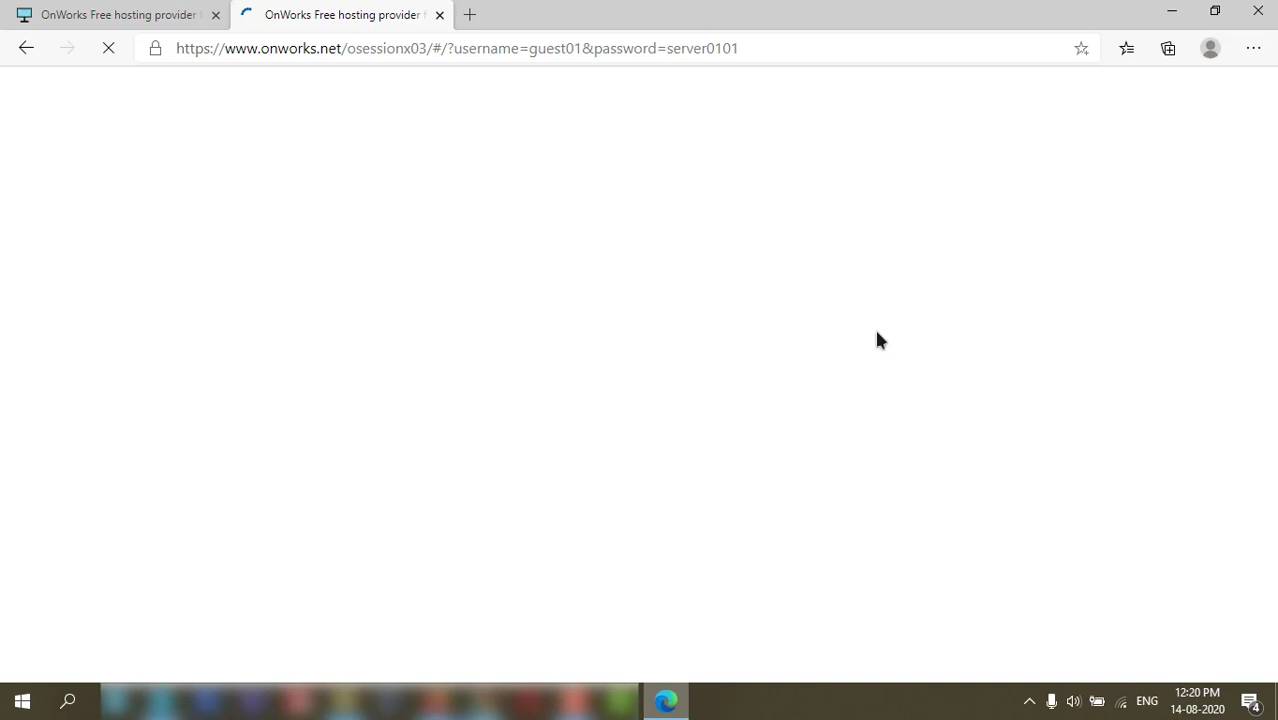 OnWorks Free hosting provider
OnWorks Free hosting provider f
https://www.onworks.net/osessionx03/#/?username=guest01&password=server0101
ENG
12:20 PM
14-08-2020
4